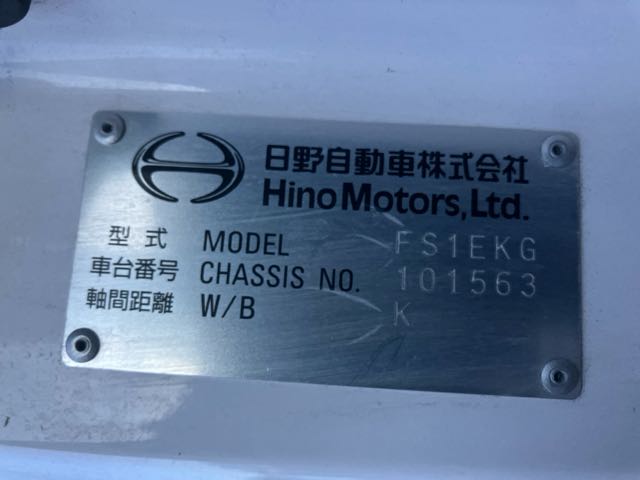 日野自動車株式会社
Hino Motors, Ltd.
型式 MODEL FS1EKG
車台番号 CHASSIS NO. 101563
軸間距離 W/B K